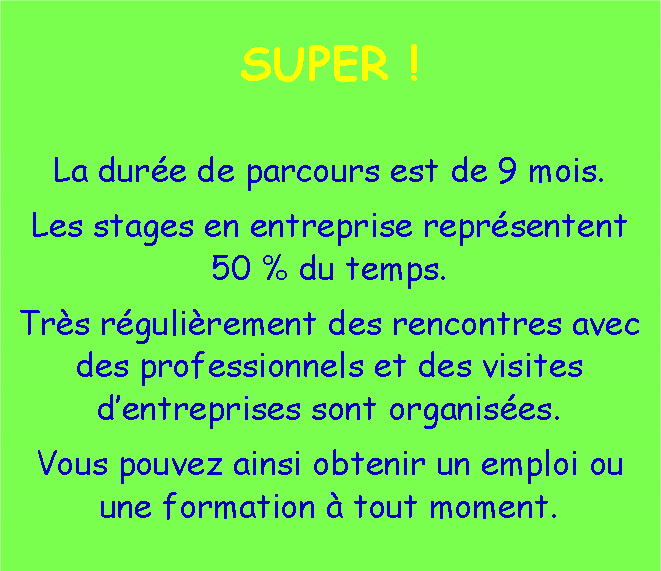 SUPER !
La durée de parcours est de 9 mois.
Les stages en entreprise représentent
50 % du temps.
Très régulièrement des rencontres avec
des professionnels et des visites
d’entreprises sont organisées.
Vous pouvez ainsi obtenir un emploi ou
une formation à tout moment.